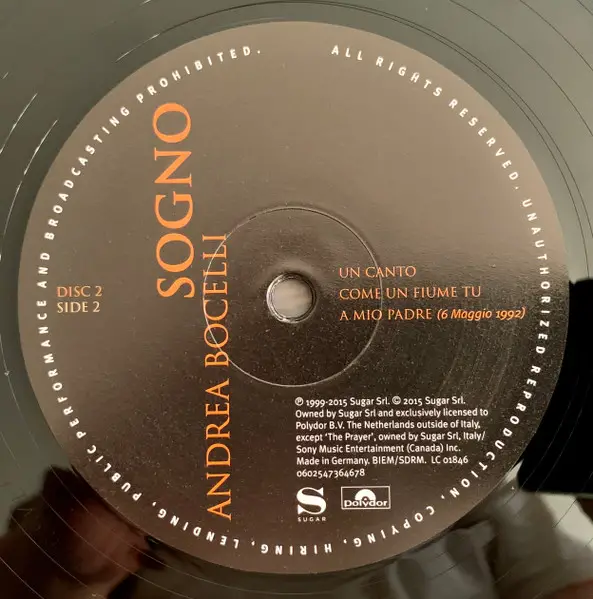 ALL RIGHTS RESERVED. UNAUTHORIZED REPRODUCTION, COPYING, HIRING, LENDING, PUBLIC PERFORMANCE AND BROADCASTING PROHIBITED.
SOGNO
ANDREA BOCELLI
DISC 2
SIDE 2
UN CANTO
COME UN FIUME TU
A MIO PADRE (6 Maggio 1992)
℗ 1999-2015 Sugar Srl. © 2015 Sugar Srl.
Owned by Sugar Srl and exclusively licensed to
Polydor B.V. The Netherlands outside of Italy,
except 'The Prayer', owned by Sugar Srl, Italy/
Sony Music Entertainment (Canada) Inc.
Made in Germany. BIEM/SDRM. LC 01846
0602547364678
S
SUGAR
Polydor